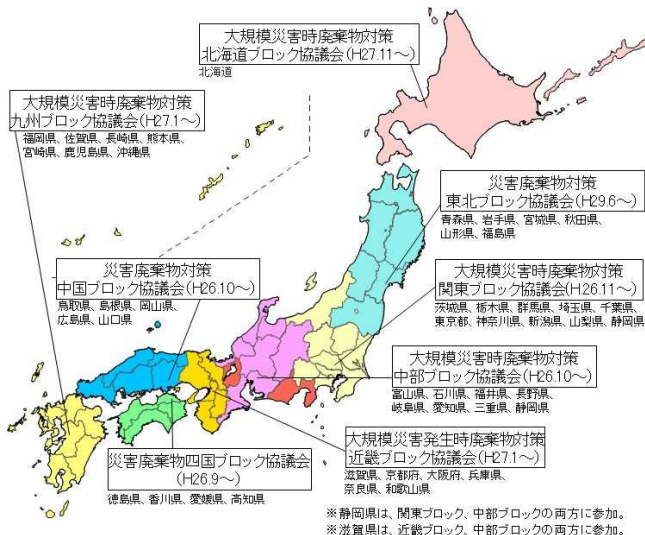 大規模災害時廃棄物対策
北海道ブロック協議会(H27.11～)
北海道
大規模災害時廃棄物対策
九州ブロック協議会(H27.1～)
福岡県、佐賀県、長崎県、熊本県、
宮崎県、鹿児島県、沖縄県
災害廃棄物対策
東北ブロック協議会(H29.6～)
青森県、岩手県、宮城県、秋田県、
山形県、福島県
災害廃棄物対策
中国ブロック協議会(H26.10～)
鳥取県、島根県、岡山県、
広島県、山口県
大規模災害時廃棄物対策
関東ブロック協議会(H26.11～)
茨城県、栃木県、群馬県、埼玉県、千葉県、
東京都、神奈川県、新潟県、山梨県、静岡県
大規模災害時廃棄物対策
中部ブロック協議会(H26.10～)
富山県、石川県、福井県、長野県、
岐阜県、愛知県、三重県、静岡県
大規模災害発生時廃棄物対策
近畿ブロック協議会(H27.1～)
滋賀県、京都府、大阪府、兵庫県、
奈良県、和歌山県
災害廃棄物四国ブロック協議会
(H26.9～)
徳島県、香川県、愛媛県、高知県
※静岡県は、関東ブロック、中部ブロックの両方に参加。
※滋賀県は、近畿ブロック、中部ブロックの両方に参加。